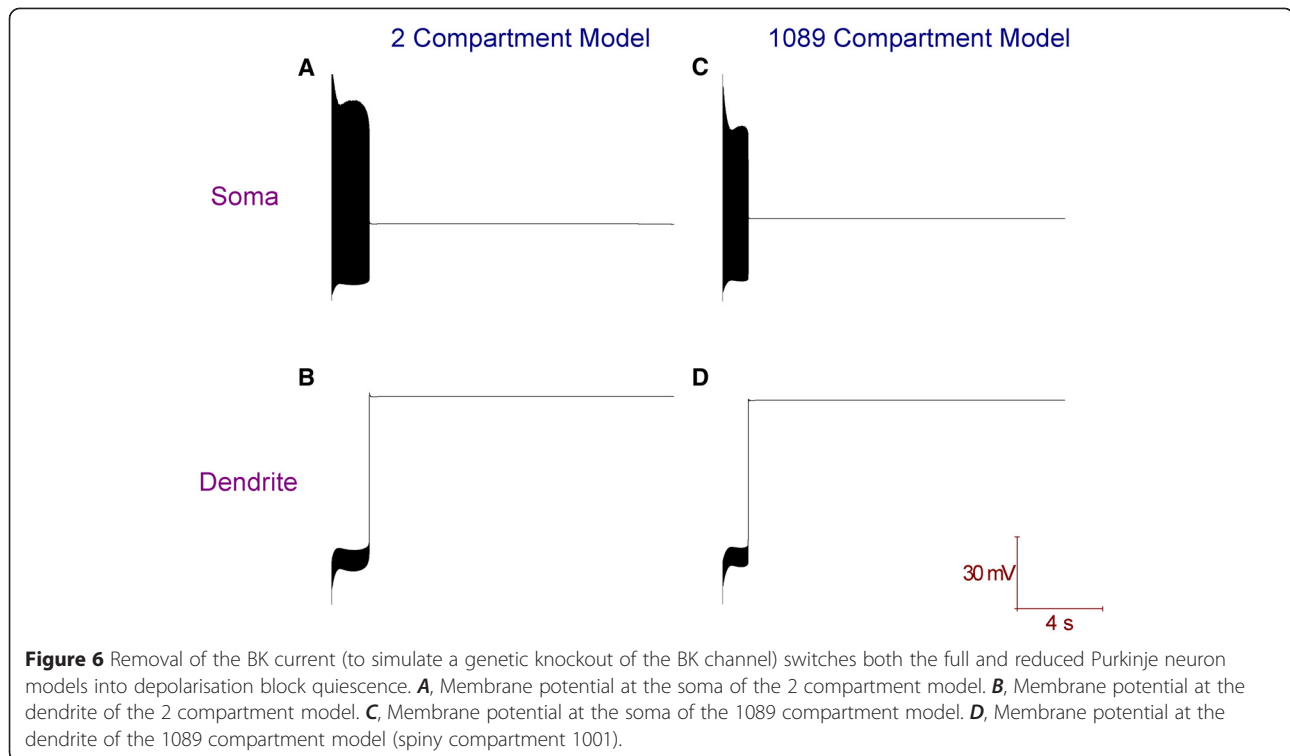 2 Compartment Model
1089 Compartment Model
A
C
Soma
B
D
Dendrite
30 mV
4 s
Figure 6 Removal of the BK current (to simulate a genetic knockout of the BK channel) switches both the full and reduced Purkinje neuron
models into depolarisation block quiescence. A, Membrane potential at the soma of the 2 compartment model. B, Membrane potential at the
dendrite of the 2 compartment model. C, Membrane potential at the soma of the 1089 compartment model. D, Membrane potential at the
dendrite of the 1089 compartment model (spiny compartment 1001).